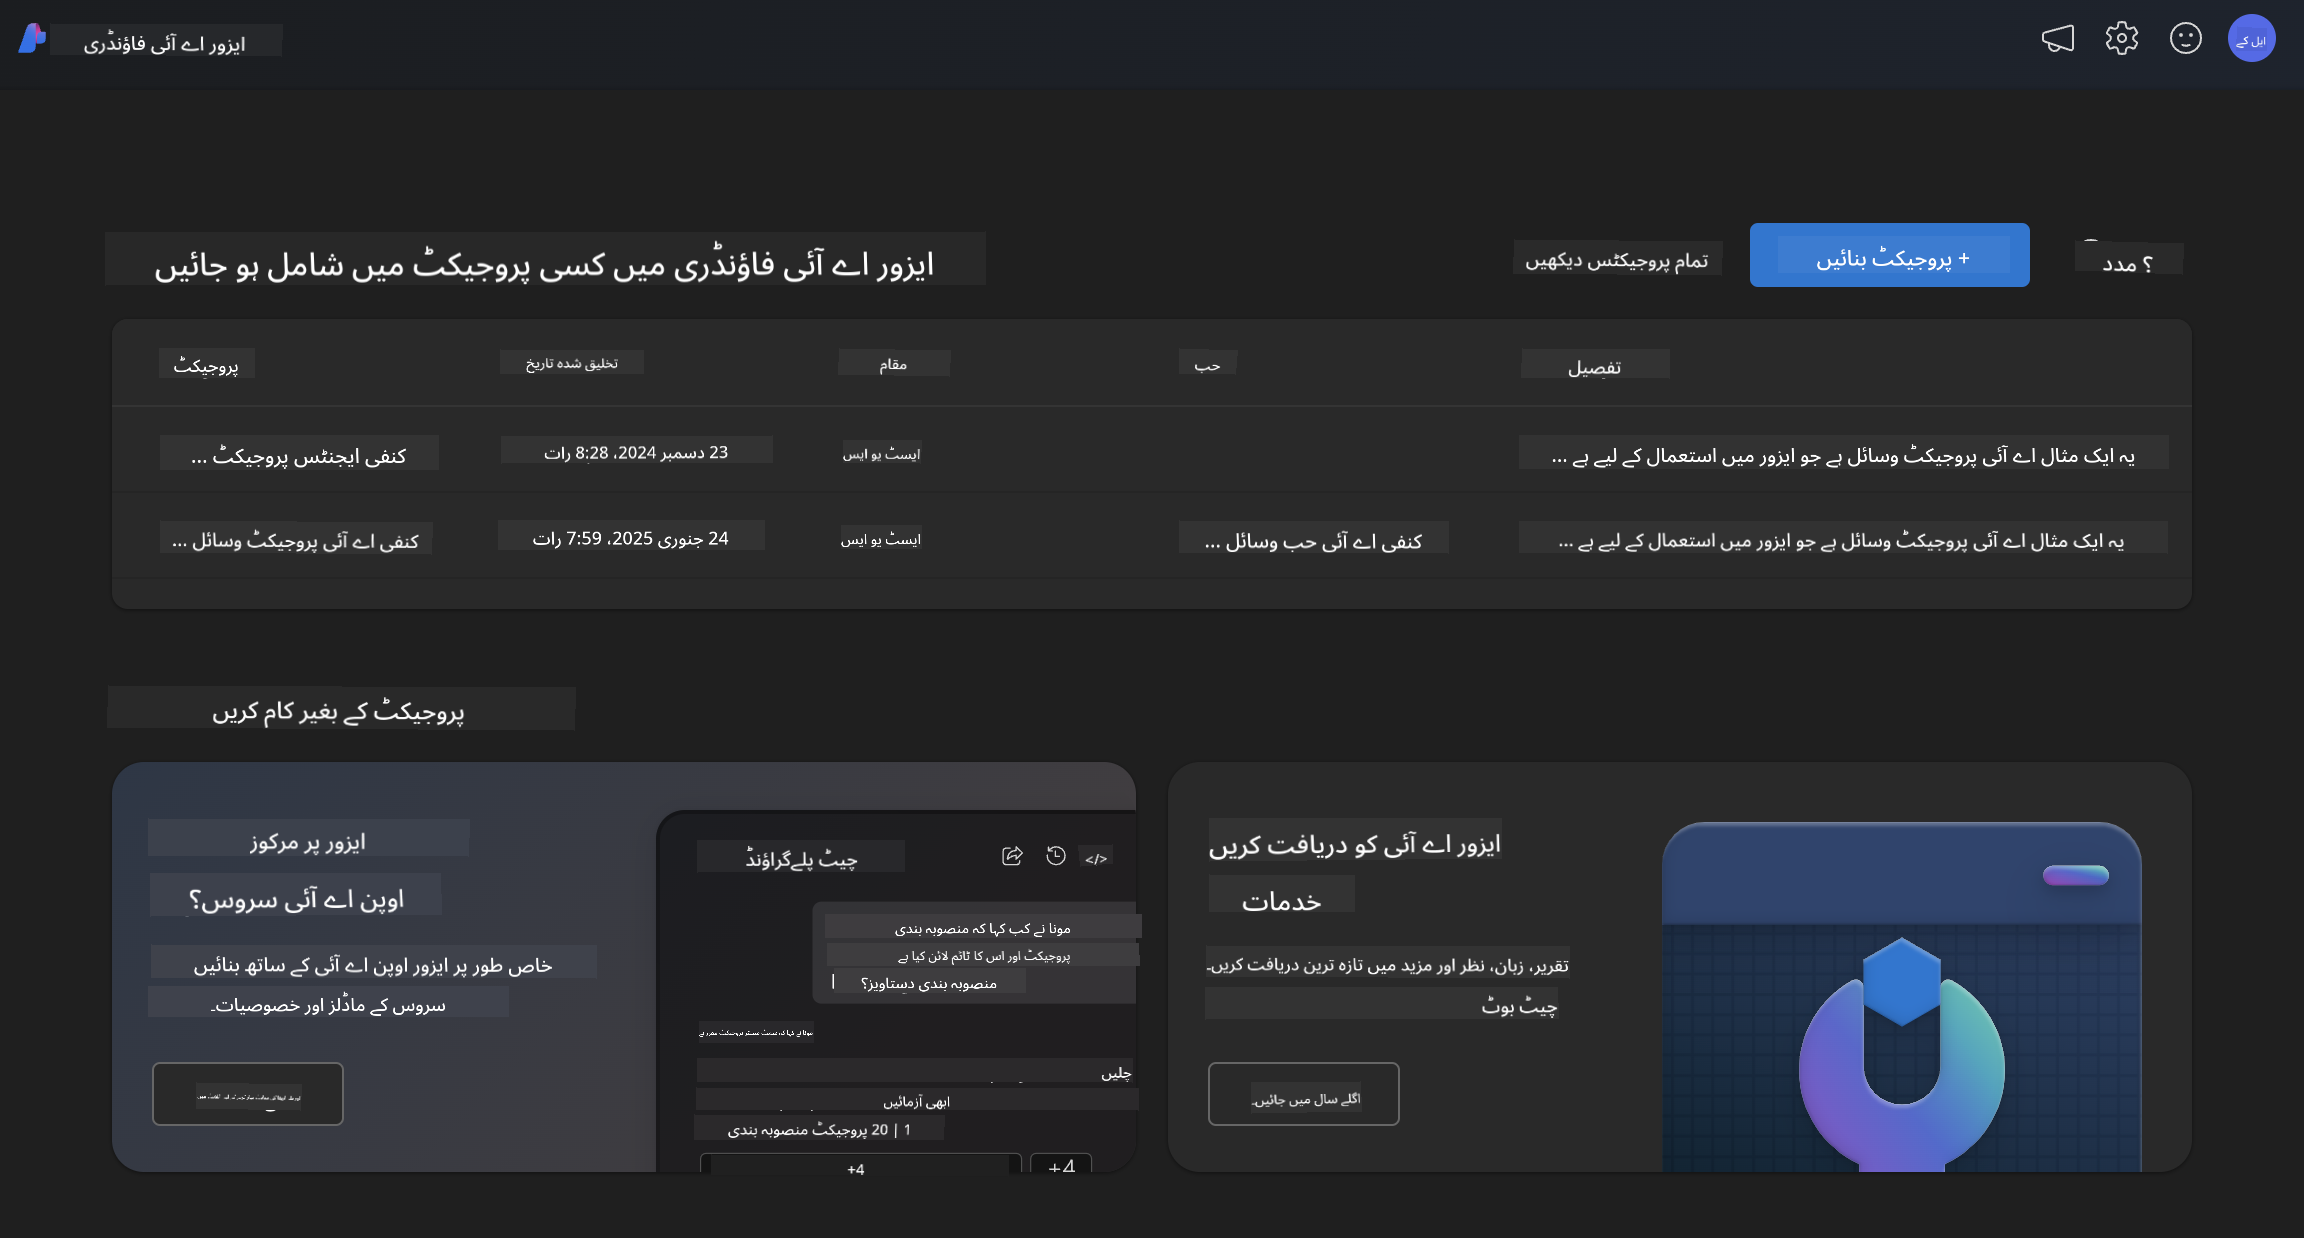 ایزور اے آئی فاؤنڈری
ایل کے
ایزور اے آئی فاؤنڈری میں کسی پروجیکٹ میں شامل ہو جائیں
تمام پروجیکٹس دیکھیں
+ پروجیکٹ بنائیں
؟ مدد
پروجیکٹ
تخلیق شدہ تاریخ
مقام
حب
تفصیل
کنفی ایجنٹس پروجیکٹ ...
23 دسمبر 2024، 8:28 رات
ایسٹ یو ایس
یہ ایک مثال اے آئی پروجیکٹ وسائل ہے جو ایزور میں استعمال کے لیے ہے ...
کنفی اے آئی پروجیکٹ وسائل ...
24 جنوری 2025، 7:59 رات
ایسٹ یو ایس
کنفی اے آئی حب وسائل ...
یہ ایک مثال اے آئی پروجیکٹ وسائل ہے جو ایزور میں استعمال کے لیے ہے ...
پروجیکٹ کے بغیر کام کریں
ایزور پر مرکوز
اوپن اے آئی سروس؟
خاص طور پر ایزور اوپن اے آئی کے ساتھ بنائیں
سروس کے ماڈلز اور خصوصیات۔
چیٹ پلے‌گراؤنڈ
</>
مونا نے کب کہا کہ منصوبہ بندی
پروجیکٹ اور اس کا ٹائم لائن کیا ہے
منصوبہ بندی دستاویز؟
چلیں
ابھی آزمائیں
1 | 20 پروجیکٹ منصوبہ بندی
+4
+4
ایزور اے آئی کو دریافت کریں
خدمات
تقریر، زبان، نظر اور مزید میں تازہ ترین دریافت کریں۔
چیٹ بوٹ
اگلے سال میں جائیں۔